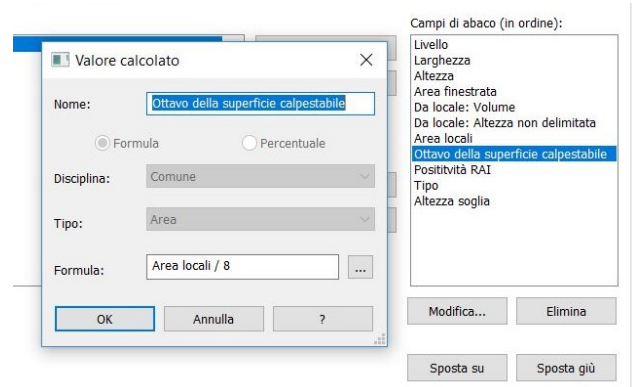 Campi di abaco (in ordine):
Livello
Larghezza
Altezza
Area finestrata
Da locale: Volume
Da locale: Altezza non delimitata
Area locali
Ottavo della superficie calpestabile
Posititvità RAI
Tipo
Altezza soglia
Valore calcolato
Nome: Ottavo della superficie calpestabile
Formula Percentuale
Disciplina: Comune
Tipo: Area
Formula: Area locali / 8 ...
OK Annulla ?
Modifica... Elimina
Sposta su Sposta giù